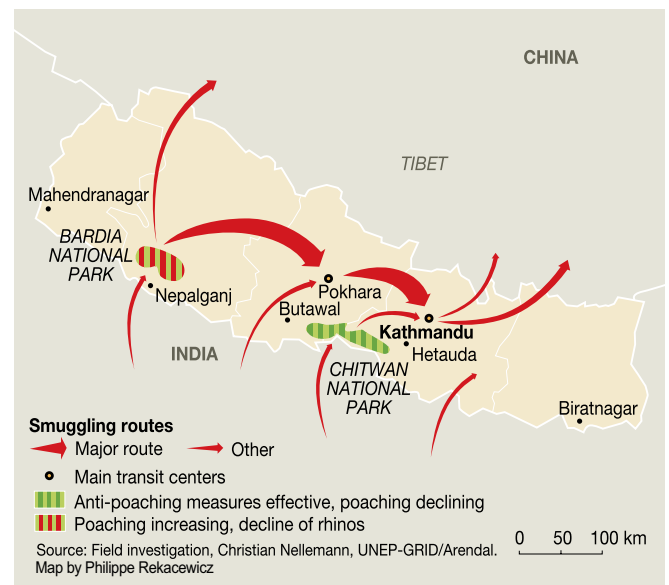 CHINA
TIBET
Mahendranagar
BARDIA
NATIONAL
PARK
Nepalganj
Pokhara
Butawal
Kathmandu
Hetauda
INDIA
CHITWAN
NATIONAL
PARK
Biratnagar
Smuggling routes
Major route
Other
Main transit centers
Anti-poaching measures effective, poaching declining
Poaching increasing, decline of rhinos
0 50 100 km
Source: Field investigation, Christian Nellemann, UNEP-GRID/Arendal.
Map by Philippe Rekacewicz